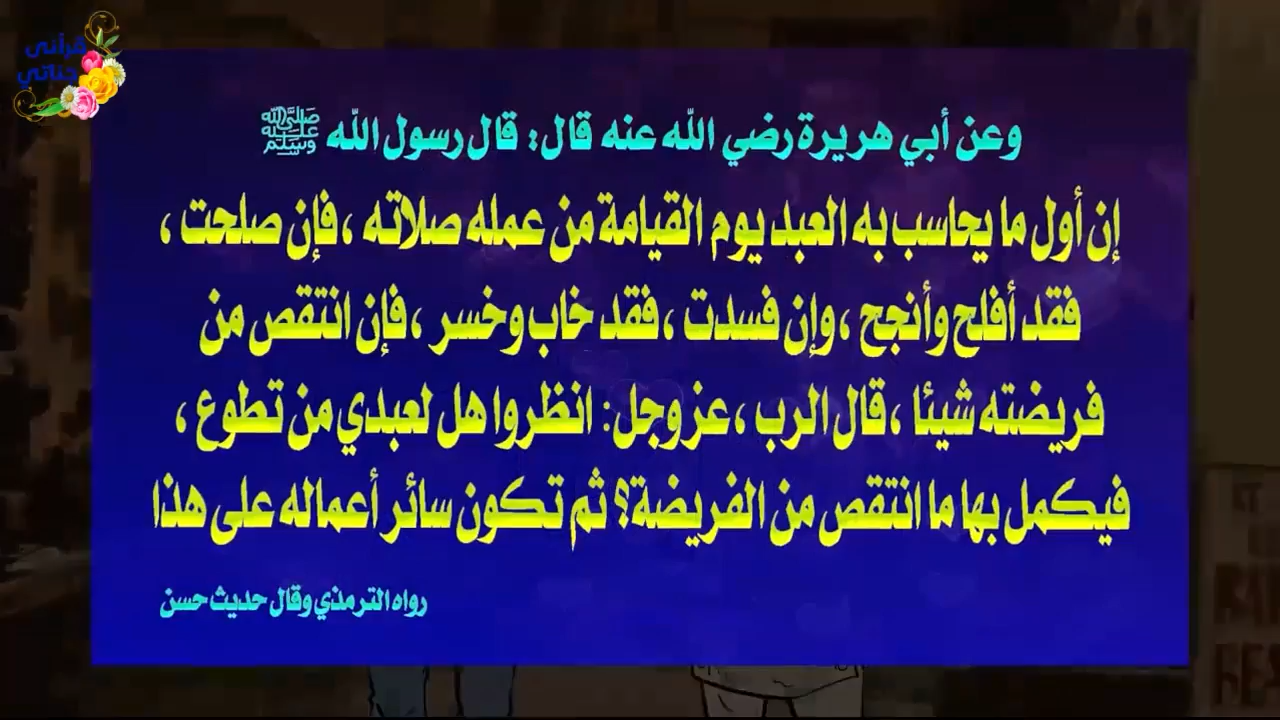 قرآني
جناتي
وعن أبي هريرة رضي الله عنه قال: قال رسول الله ﷺ
إن أول ما يحاسب به العبد يوم القيامة من عمله صلاته ، فإن صلحت ،
فقد أفلح وأنجح ، وإن فسدت ، فقد خاب وخسر ، فإن انتقص من
فريضته شيئا ، قال الرب ، عز وجل: انظروا هل لعبدي من تطوع ،
فيكمل بها ما انتقص من الفريضة؟ ثم تكون سائر أعماله على هذا
رواه الترمذي وقال حديث حسن